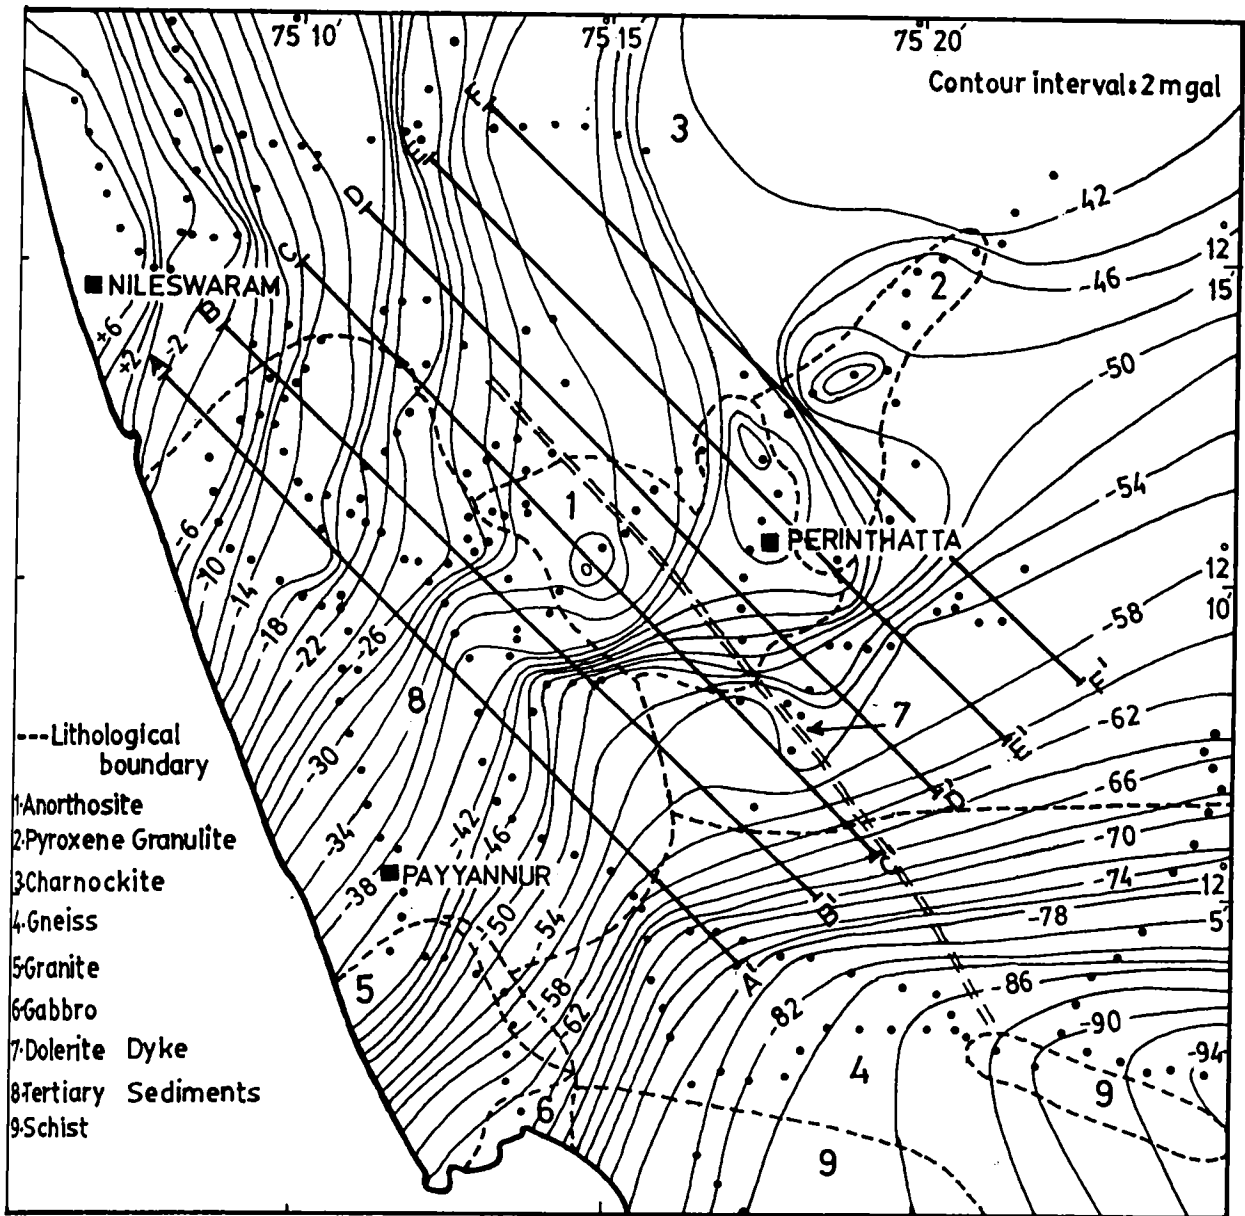 75° 10′
75° 15′
75° 20′
Contour interval: 2 mgal
F
E
3
D
-42
C
12°
15′
2
-46
NILESWARAM
B
+6
+2
-2
A
-50
-54
1
-6
PERINTHATTA
-10
-14
12°
10′
-18
-22
-26
-58
8
F′
7
-62
E′
---Lithological
boundary
-30
-66
D′
1·Anorthosite
-34
-42
-46
-70
2·Pyroxene Granulite
C′
-74
12°
5′
3·Charnockite
-38
PAYYANNUR
-50
-54
B′
-78
4·Gneiss
5·Granite
5
A′
-58
-86
6·Gabbro
-62
-82
-90
7·Dolerite Dyke
-94
4
8·Tertiary Sediments
6
9
9·Schist
9